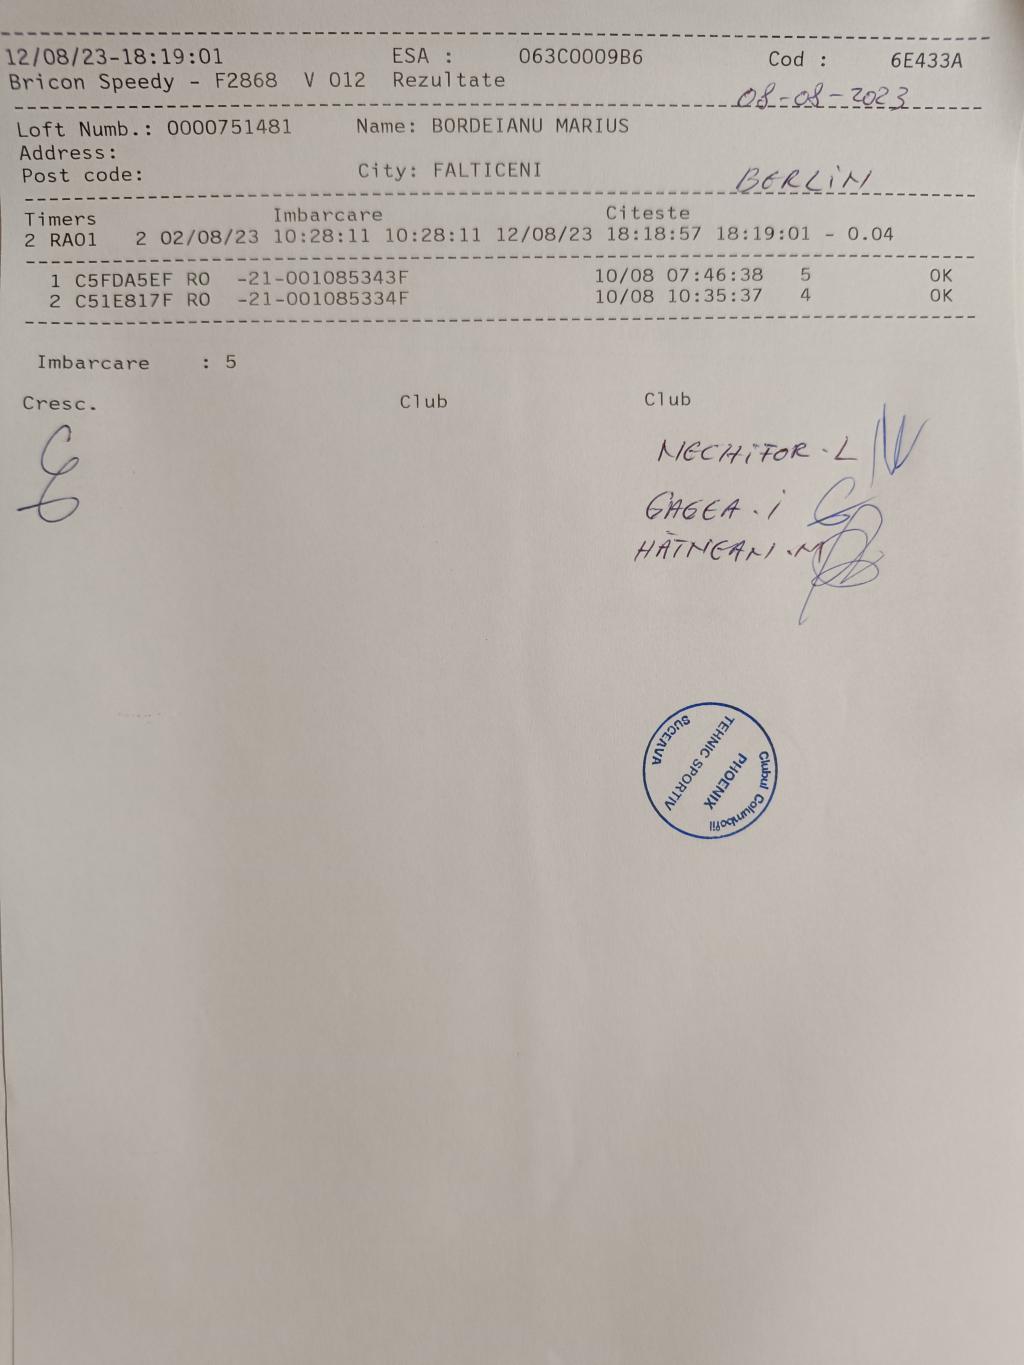 12/08/23-18:19:01 ESA : 063C0009B6 Cod : 6E433A
Bricon Speedy - F2868 V 012 Rezultate
08-08-2023
Loft Numb.: 0000751481 Name: BORDEIANU MARIUS
Address:
Post code: City: FALTICENI
BERLIN
Timers Imbarcare Citeste
2 RA01 2 02/08/23 10:28:11 10:28:11 12/08/23 18:18:57 18:19:01 - 0.04
1 C5FDA5EF RO -21-001085343F 10/08 07:46:38 5 OK
2 C51E817F RO -21-001085334F 10/08 10:35:37 4 OK
Imbarcare : 5
Cresc. Club Club
NECHiFOR.L
GAGEA.i
HĂTNEANI.M
Clubul Columbofil
PHOENIX
TEHNIC SPORTIV
SUCEAVA